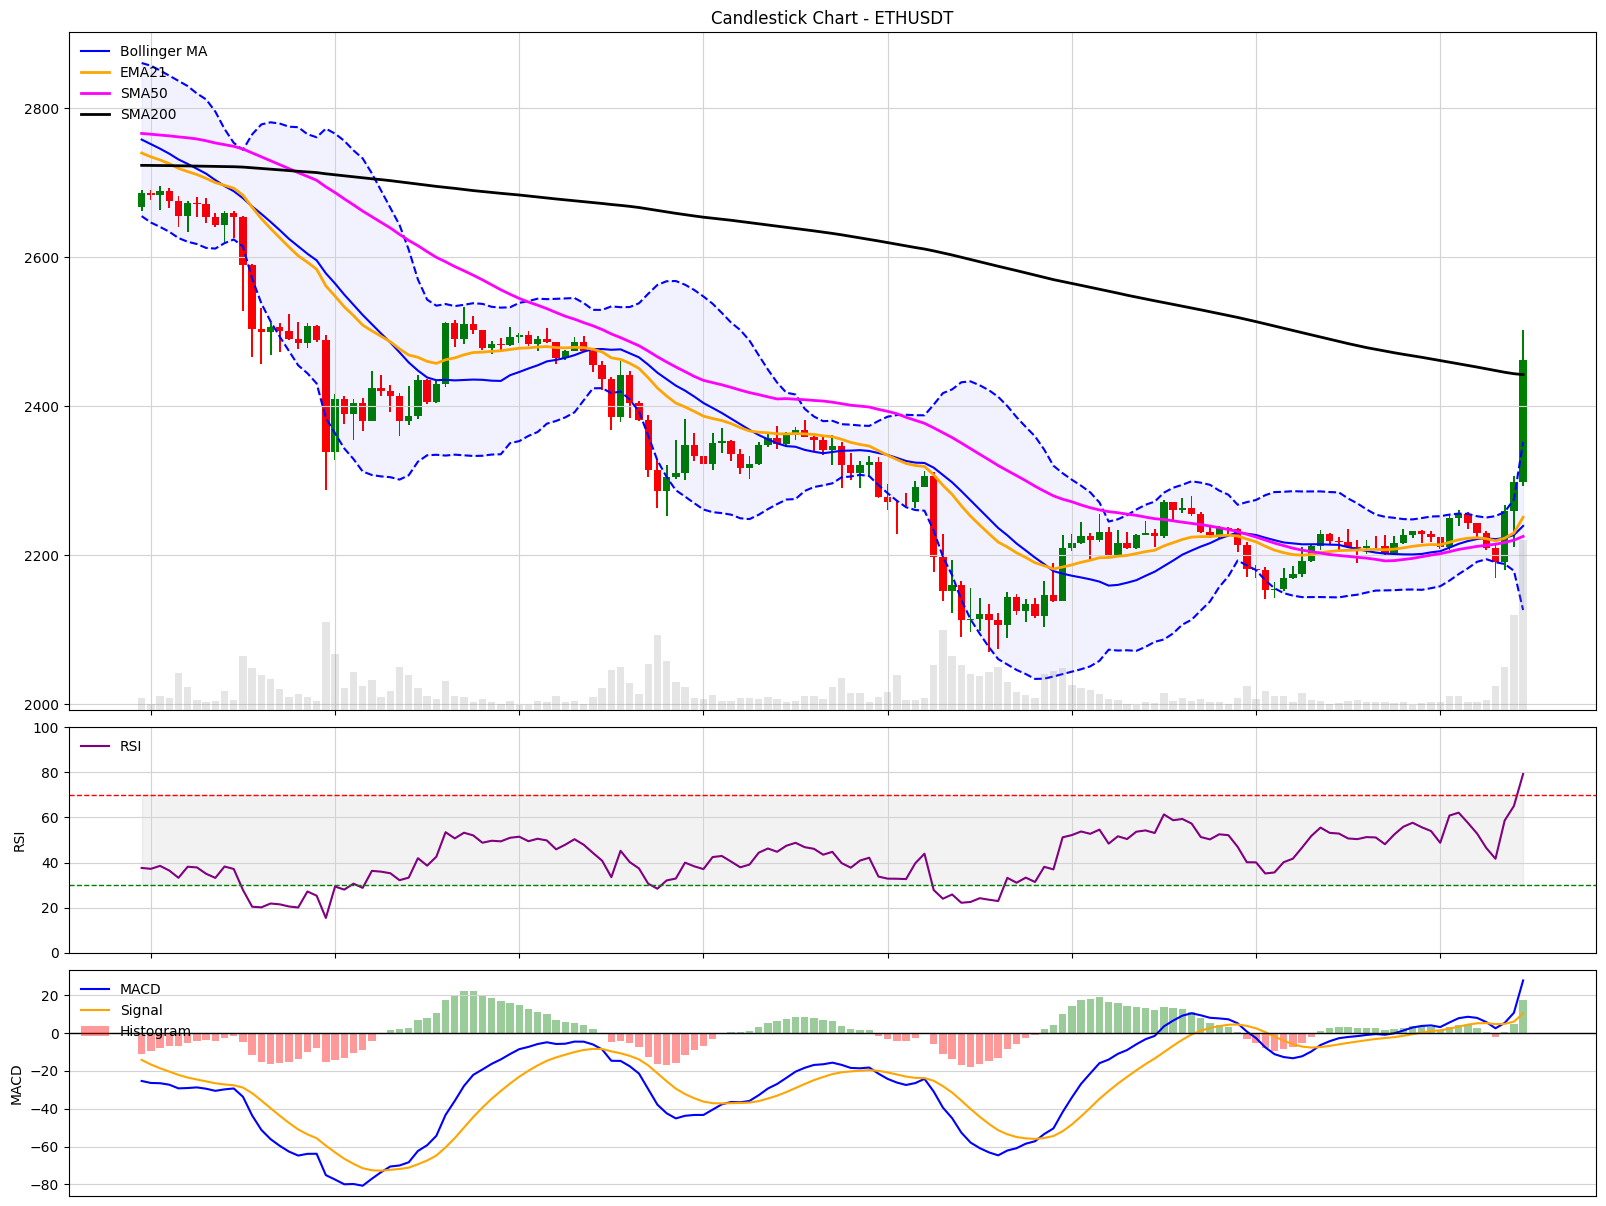 Candlestick Chart - ETHUSDT
Bollinger MA
EMA21
SMA50
SMA200
2800
2600
2400
2200
2000
RSI
100
80
60
40
20
0
RSI
MACD
Signal
Histogram
20
0
−20
−40
−60
−80
MACD